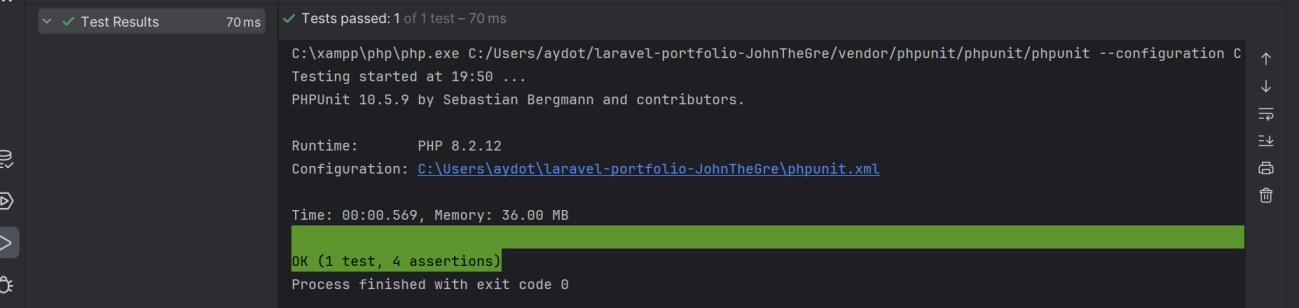 Test Results 70 ms
Tests passed: 1 of 1 test – 70 ms
C:\xampp\php\php.exe C:/Users/aydot/laravel-portfolio-JohnTheGre/vendor/phpunit/phpunit/phpunit --configuration C
Testing started at 19:50 ...
PHPUnit 10.5.9 by Sebastian Bergmann and contributors.
Runtime:       PHP 8.2.12
Configuration: C:\Users\aydot\laravel-portfolio-JohnTheGre\phpunit.xml
Time: 00:00.569, Memory: 36.00 MB
OK (1 test, 4 assertions)
Process finished with exit code 0